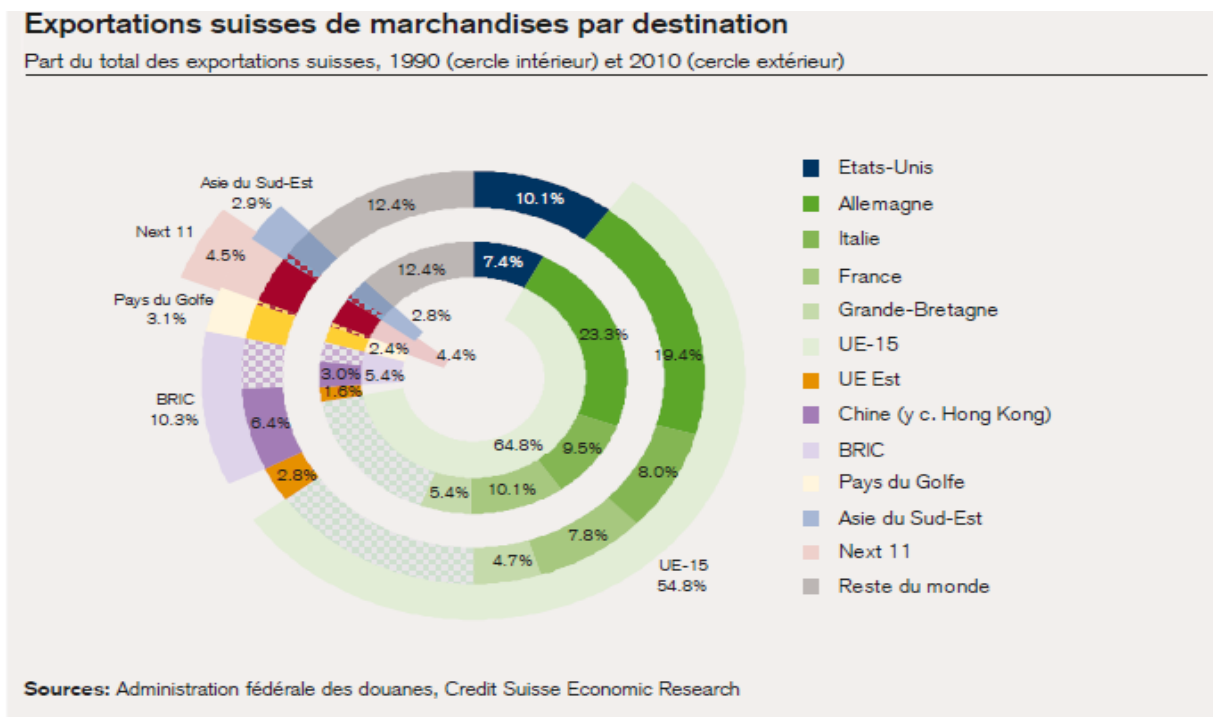 Exportations suisses de marchandises par destination
Part du total des exportations suisses, 1990 (cercle intérieur) et 2010 (cercle extérieur)
Asie du Sud-Est
2.9%
Next 11
4.5%
Pays du Golfe
3.1%
BRIC
10.3%
12.4%
10.1%
12.4%
7.4%
2.8%
4.4%
2.4%
5.4%
3.0%
1.6%
6.4%
2.8%
23.3%
19.4%
64.8%
9.5%
8.0%
5.4%
10.1%
7.8%
4.7%
UE-15
54.8%
Etats-Unis
Allemagne
Italie
France
Grande-Bretagne
UE-15
UE Est
Chine (y c. Hong Kong)
BRIC
Pays du Golfe
Asie du Sud-Est
Next 11
Reste du monde
Sources: Administration fédérale des douanes, Credit Suisse Economic Research